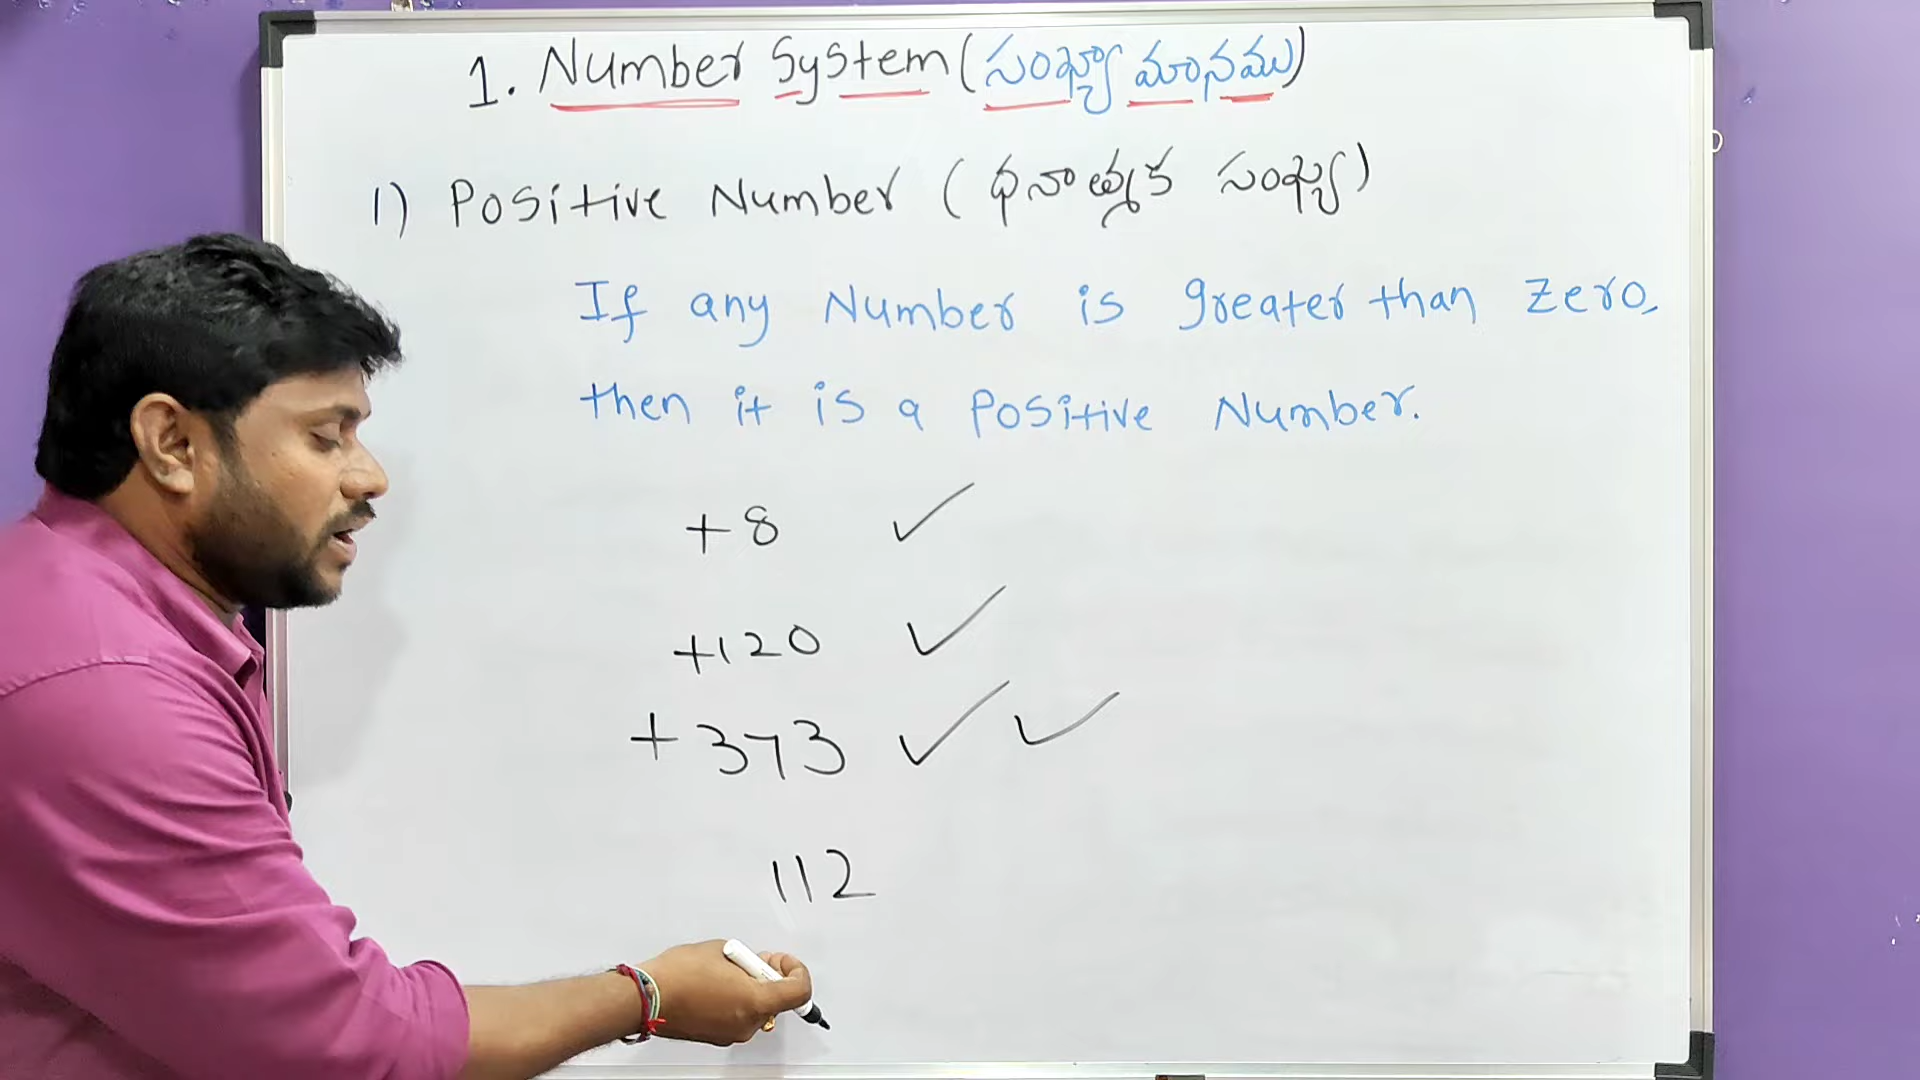 1. Number System (సంఖ్యా మానము)
1) Positive Number (ధనాత్మక సంఖ్య)
If any Number is greater than zero,
then it is a Positive Number.
+8 ✓
+120 ✓
+373 ✓ ✓
112